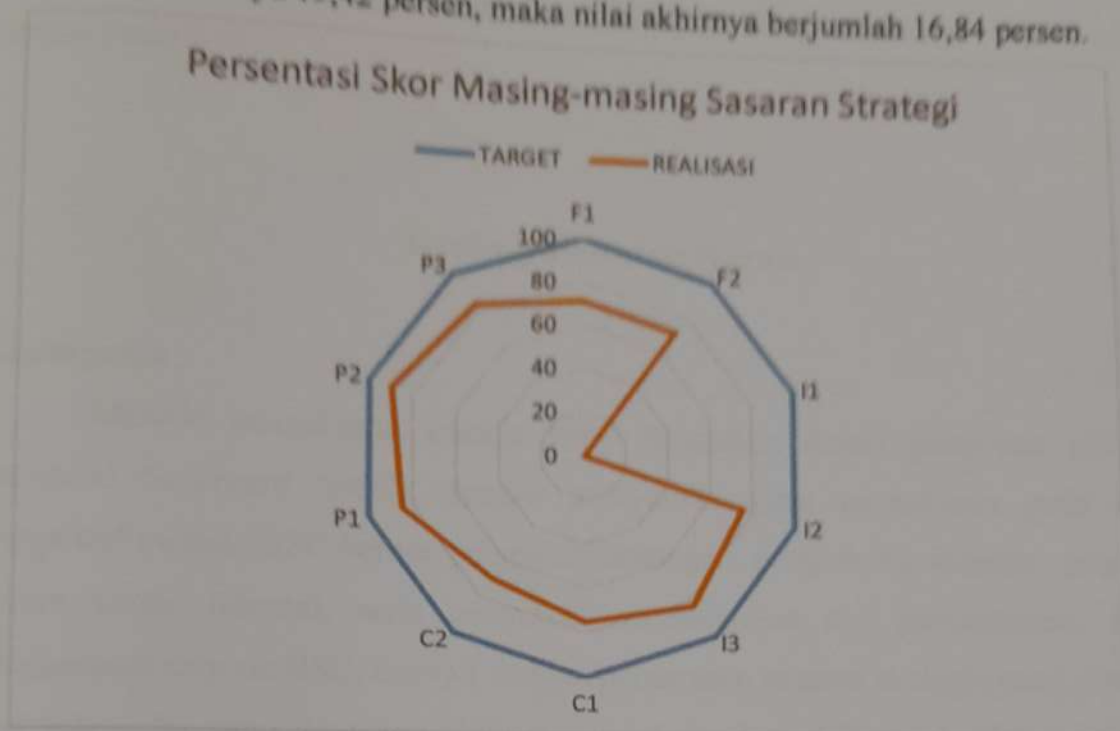 persen, maka nilai akhirnya berjumlah 16,84 persen.
Persentasi Skor Masing-masing Sasaran Strategi
TARGET REALISASI
F1
100
P3
F2
80
60
P2
40
I1
20
0
P1
I2
C2
I3
C1